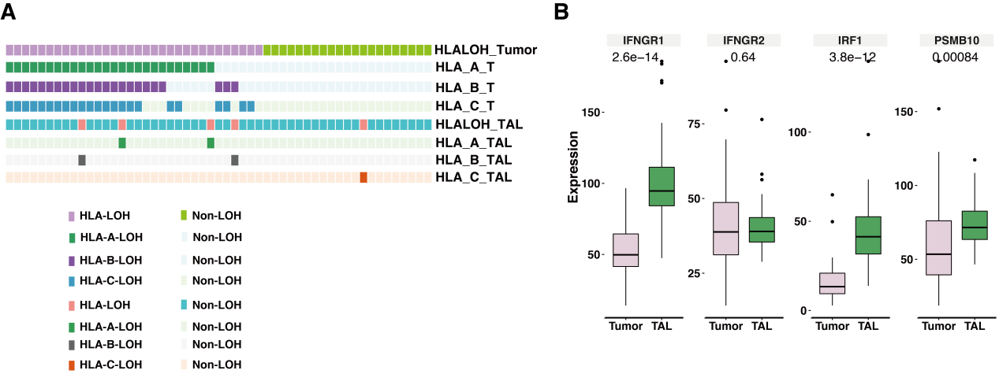 A
HLALOH_Tumor
HLA_A_T
HLA_B_T
HLA_C_T
HLALOH_TAL
HLA_A_TAL
HLA_B_TAL
HLA_C_TAL
HLA-LOH Non-LOH
HLA-A-LOH Non-LOH
HLA-B-LOH Non-LOH
HLA-C-LOH Non-LOH
HLA-LOH Non-LOH
HLA-A-LOH Non-LOH
HLA-B-LOH Non-LOH
HLA-C-LOH Non-LOH
B
Expression
IFNGR1
2.6e-14
150
100
50
Tumor TAL
IFNGR2
0.64
75
50
25
Tumor TAL
IRF1
3.8e-12
100
50
0
Tumor TAL
PSMB10
0.00084
150
100
50
Tumor TAL